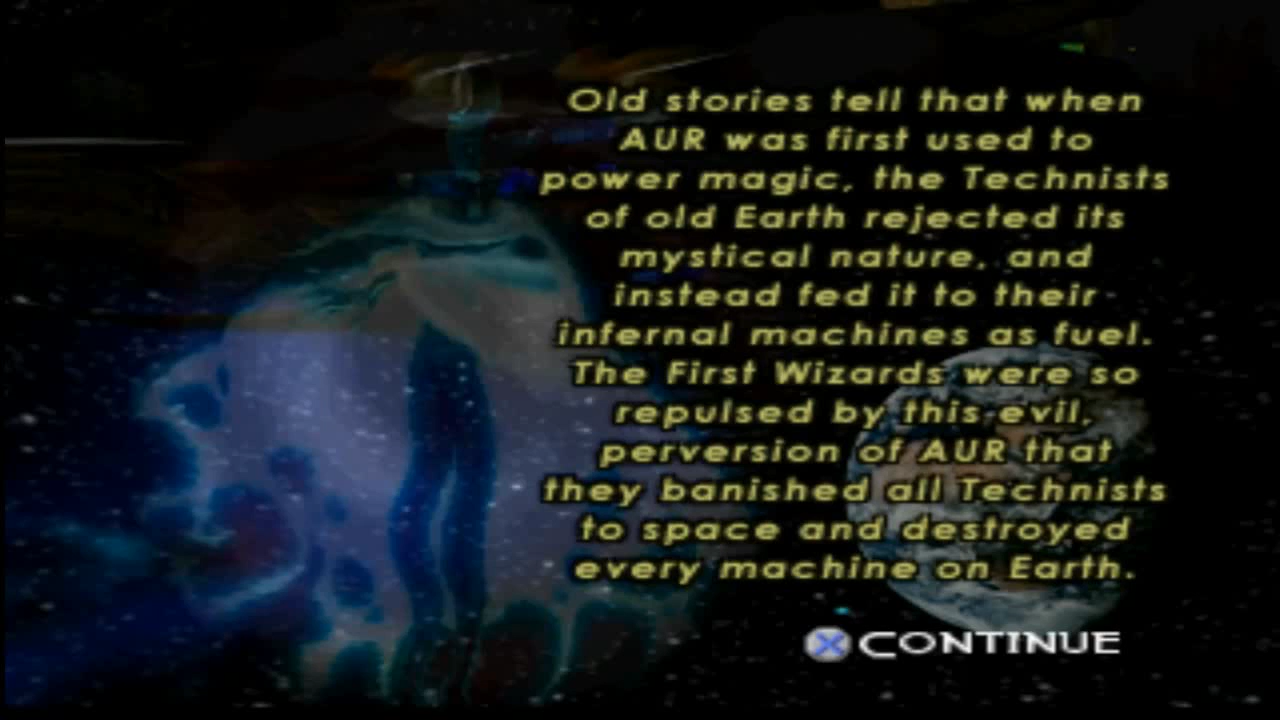 Old stories tell that when
AUR was first used to
power magic, the Technists
of old Earth rejected its
mystical nature, and
instead fed it to their
infernal machines as fuel.
The First Wizards were so
repulsed by this evil,
perversion of AUR that
they banished all Technists
to space and destroyed
every machine on Earth.
CONTINUE